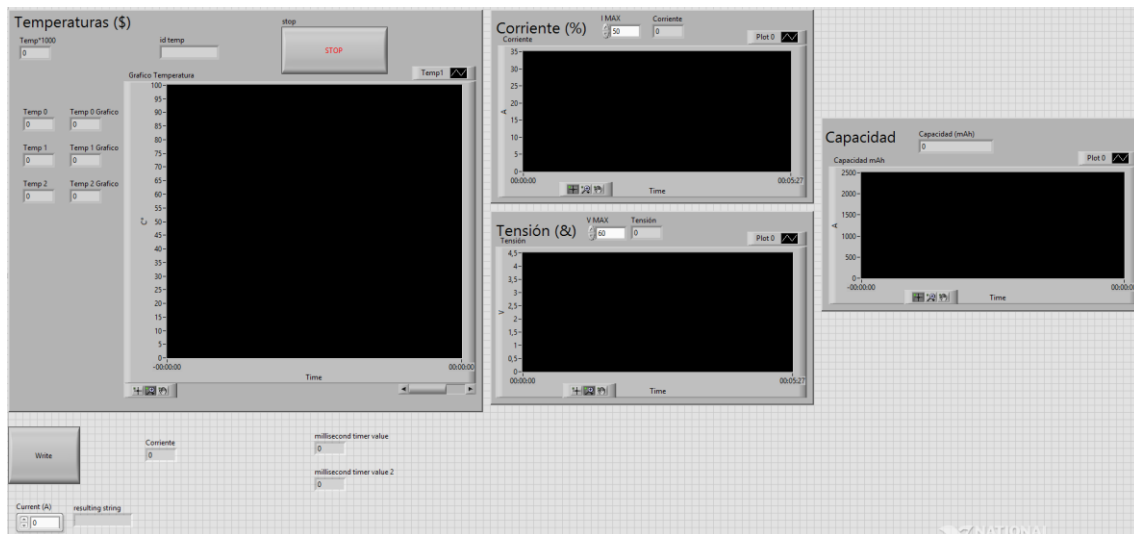 Temperaturas ($)
Temp*1000
0
id temp
stop
STOP
Grafico Temperatura
Temp1
Temp 0
0
Temp 0 Grafico
0
Temp 1
0
Temp 1 Grafico
0
Temp 2
0
Temp 2 Grafico
0
100
95
90
85
80
75
70
65
60
55
50
45
40
35
30
25
20
15
10
5
0
Cº
-00:00:00
00:00:00
Time
Corriente (%)
I MAX
50
Corriente
0
Corriente
Plot 0
35
30
25
20
15
10
5
0
A
00:00:00
00:05:27
Time
Tensión (&)
V MAX
60
Tensión
0
Tensión
Plot 0
4,5
4
3,5
3
2,5
2
1,5
1
0,5
0
V
00:00:00
00:05:27
Time
Capacidad
Capacidad (mAh)
0
Capacidad mAh
Plot 0
2500
2000
1500
1000
500
0
A
-00:00:00
00:00:00
Time
Write
Corriente
0
millisecond timer value
0
millisecond timer value 2
0
Current (A)
0
resulting string
NATIONAL